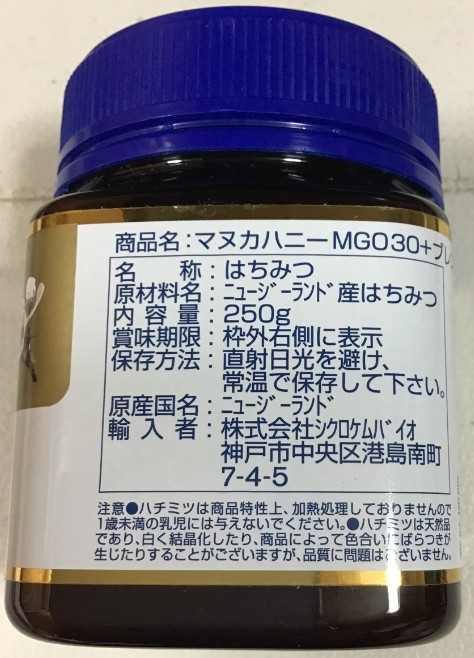 商品名：マヌカハニーMGO30+ブレ
名　　称：はちみつ
原材料名：ﾆｭｰｼﾞｰﾗﾝﾄﾞ産はちみつ
内 容 量：250g
賞味期限：枠外右側に表示
保存方法：直射日光を避け、
常温で保存して下さい。
原産国名：ﾆｭｰｼﾞｰﾗﾝﾄﾞ
輸 入 者：株式会社ｼｸﾛｹﾑﾊﾞｲｵ
神戸市中央区港島南町
7-4-5
注意●ハチミツは商品特性上、加熱処理しておりませんので
1歳未満の乳児には与えないでください。●ハチミツは天然品
であり、白く結晶化したり、商品によって色合いにばらつきが
生じたりすることがございますが、品質に問題はございません。